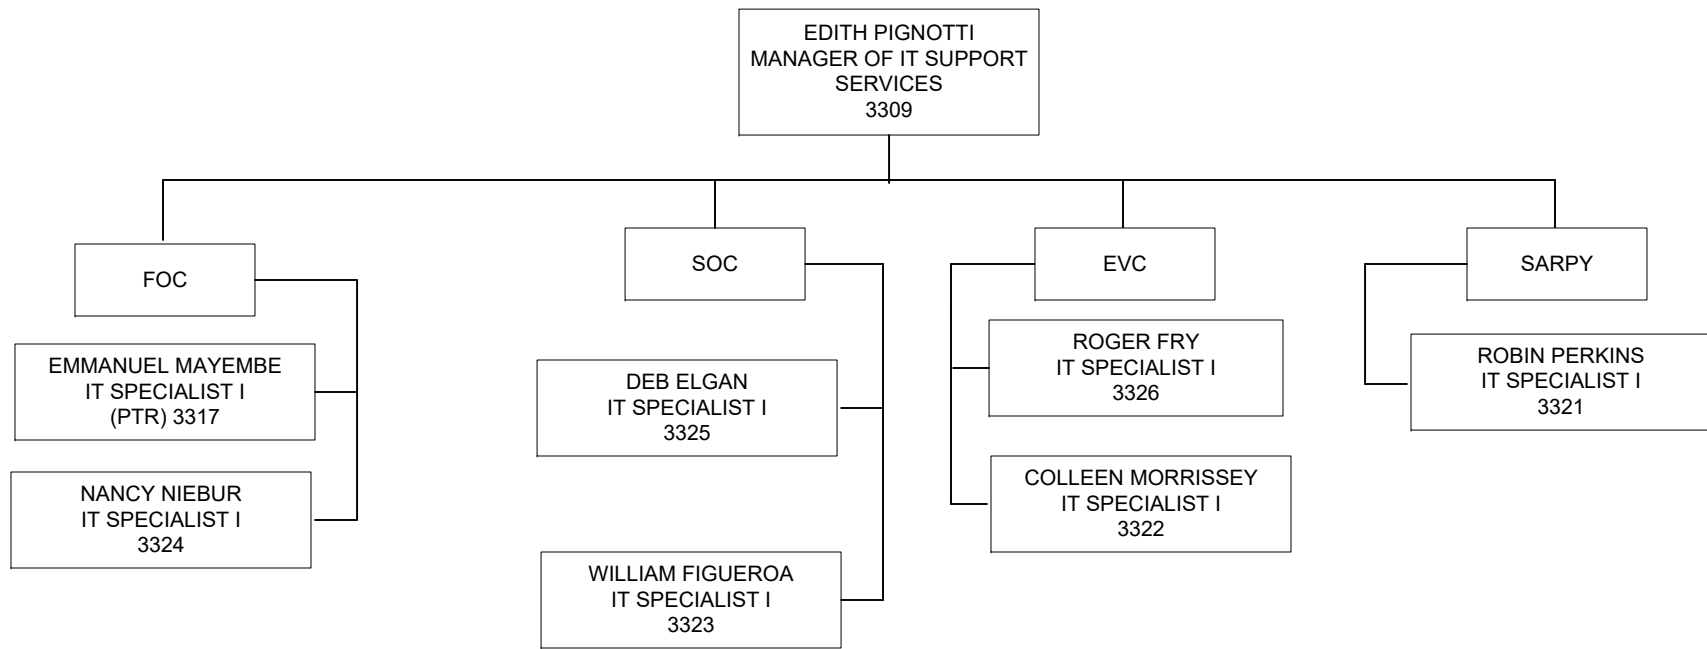 EDITH PIGNOTTI
MANAGER OF IT SUPPORT
SERVICES
3309
FOC
EMMANUEL MAYEMBE
IT SPECIALIST I
(PTR) 3317
NANCY NIEBUR
IT SPECIALIST I
3324
SOC
DEB ELGAN
IT SPECIALIST I
3325
WILLIAM FIGUEROA
IT SPECIALIST I
3323
EVC
ROGER FRY
IT SPECIALIST I
3326
COLLEEN MORRISSEY
IT SPECIALIST I
3322
SARPY
ROBIN PERKINS
IT SPECIALIST I
3321